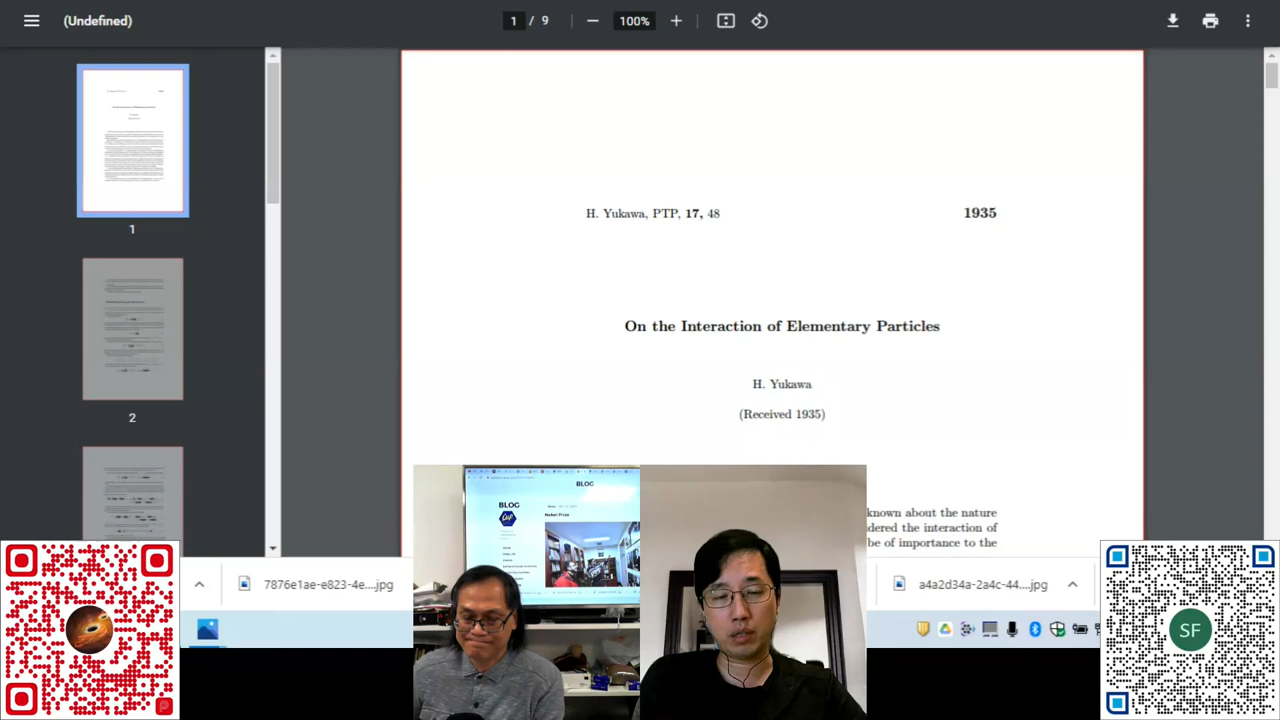 (Undefined)
1 / 9
100%
H. Yukawa, PTP, 17, 48
1935
On the Interaction of Elementary Particles
H. Yukawa
(Received 1935)
known about the nature
dered the interaction of
be of importance to the
1
2
BLOG
BLOG
Nobel Prize
7876e1ae-e823-4e....jpg
a4a2d34a-2a4c-44....jpg
SF